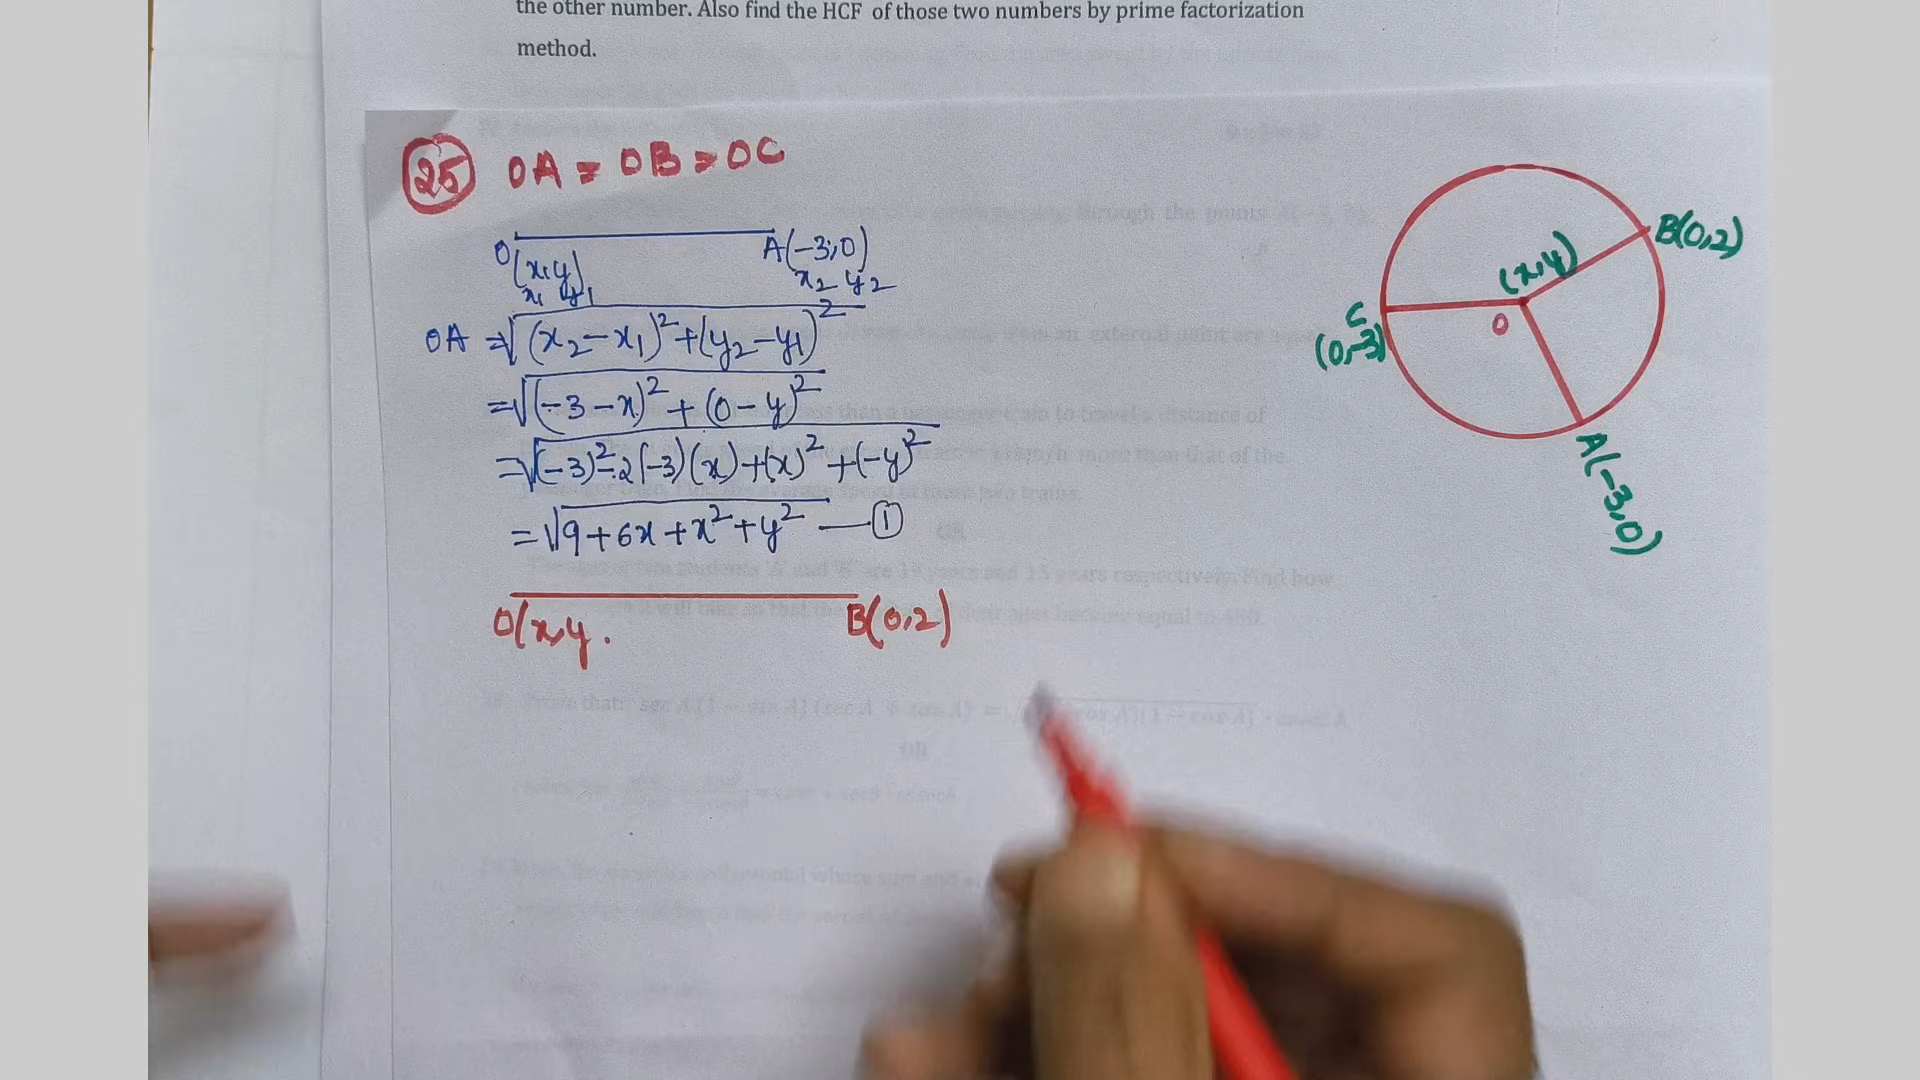 the other number. Also find the HCF of those two numbers by prime factorization
method.
25 OA = OB = OC
O(x,y) A(-3,0)
x₁ y₁ x₂ y₂
OA = √(x₂-x₁)²+(y₂-y₁)²
=√(-3-x)²+(0-y)²
=√(-3)²-2(-3)(x)+(x)²+(-y)²
=√9+6x+x²+y² —①
O(x,y. B(0,2)
B(0,2)
(x,y)
O
C
(0,-3)
A(-3,0)